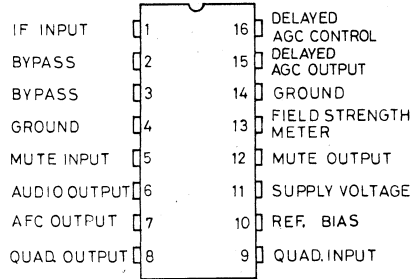 IF INPUT 1
BYPASS 2
BYPASS 3
GROUND 4
MUTE INPUT 5
AUDIO OUTPUT 6
AFC OUTPUT 7
QUAD. OUTPUT 8
16 DELAYED
AGC CONTROL
15 DELAYED
AGC OUTPUT
14 GROUND
13 FIELD STRENGTH
METER
12 MUTE OUTPUT
11 SUPPLY VOLTAGE
10 REF. BIAS
9 QUAD. INPUT